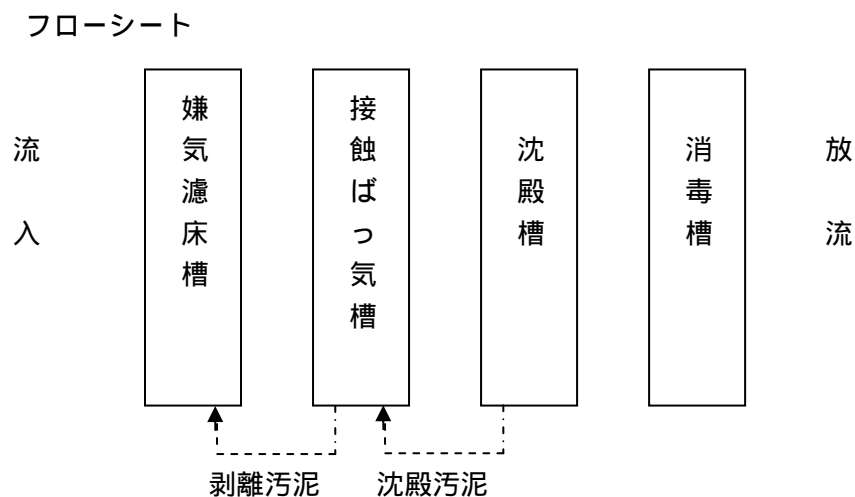 フローシート
流入
嫌気濾床槽
接蝕ばっ気槽
沈殿槽
消毒槽
放流
剥離汚泥
沈殿汚泥